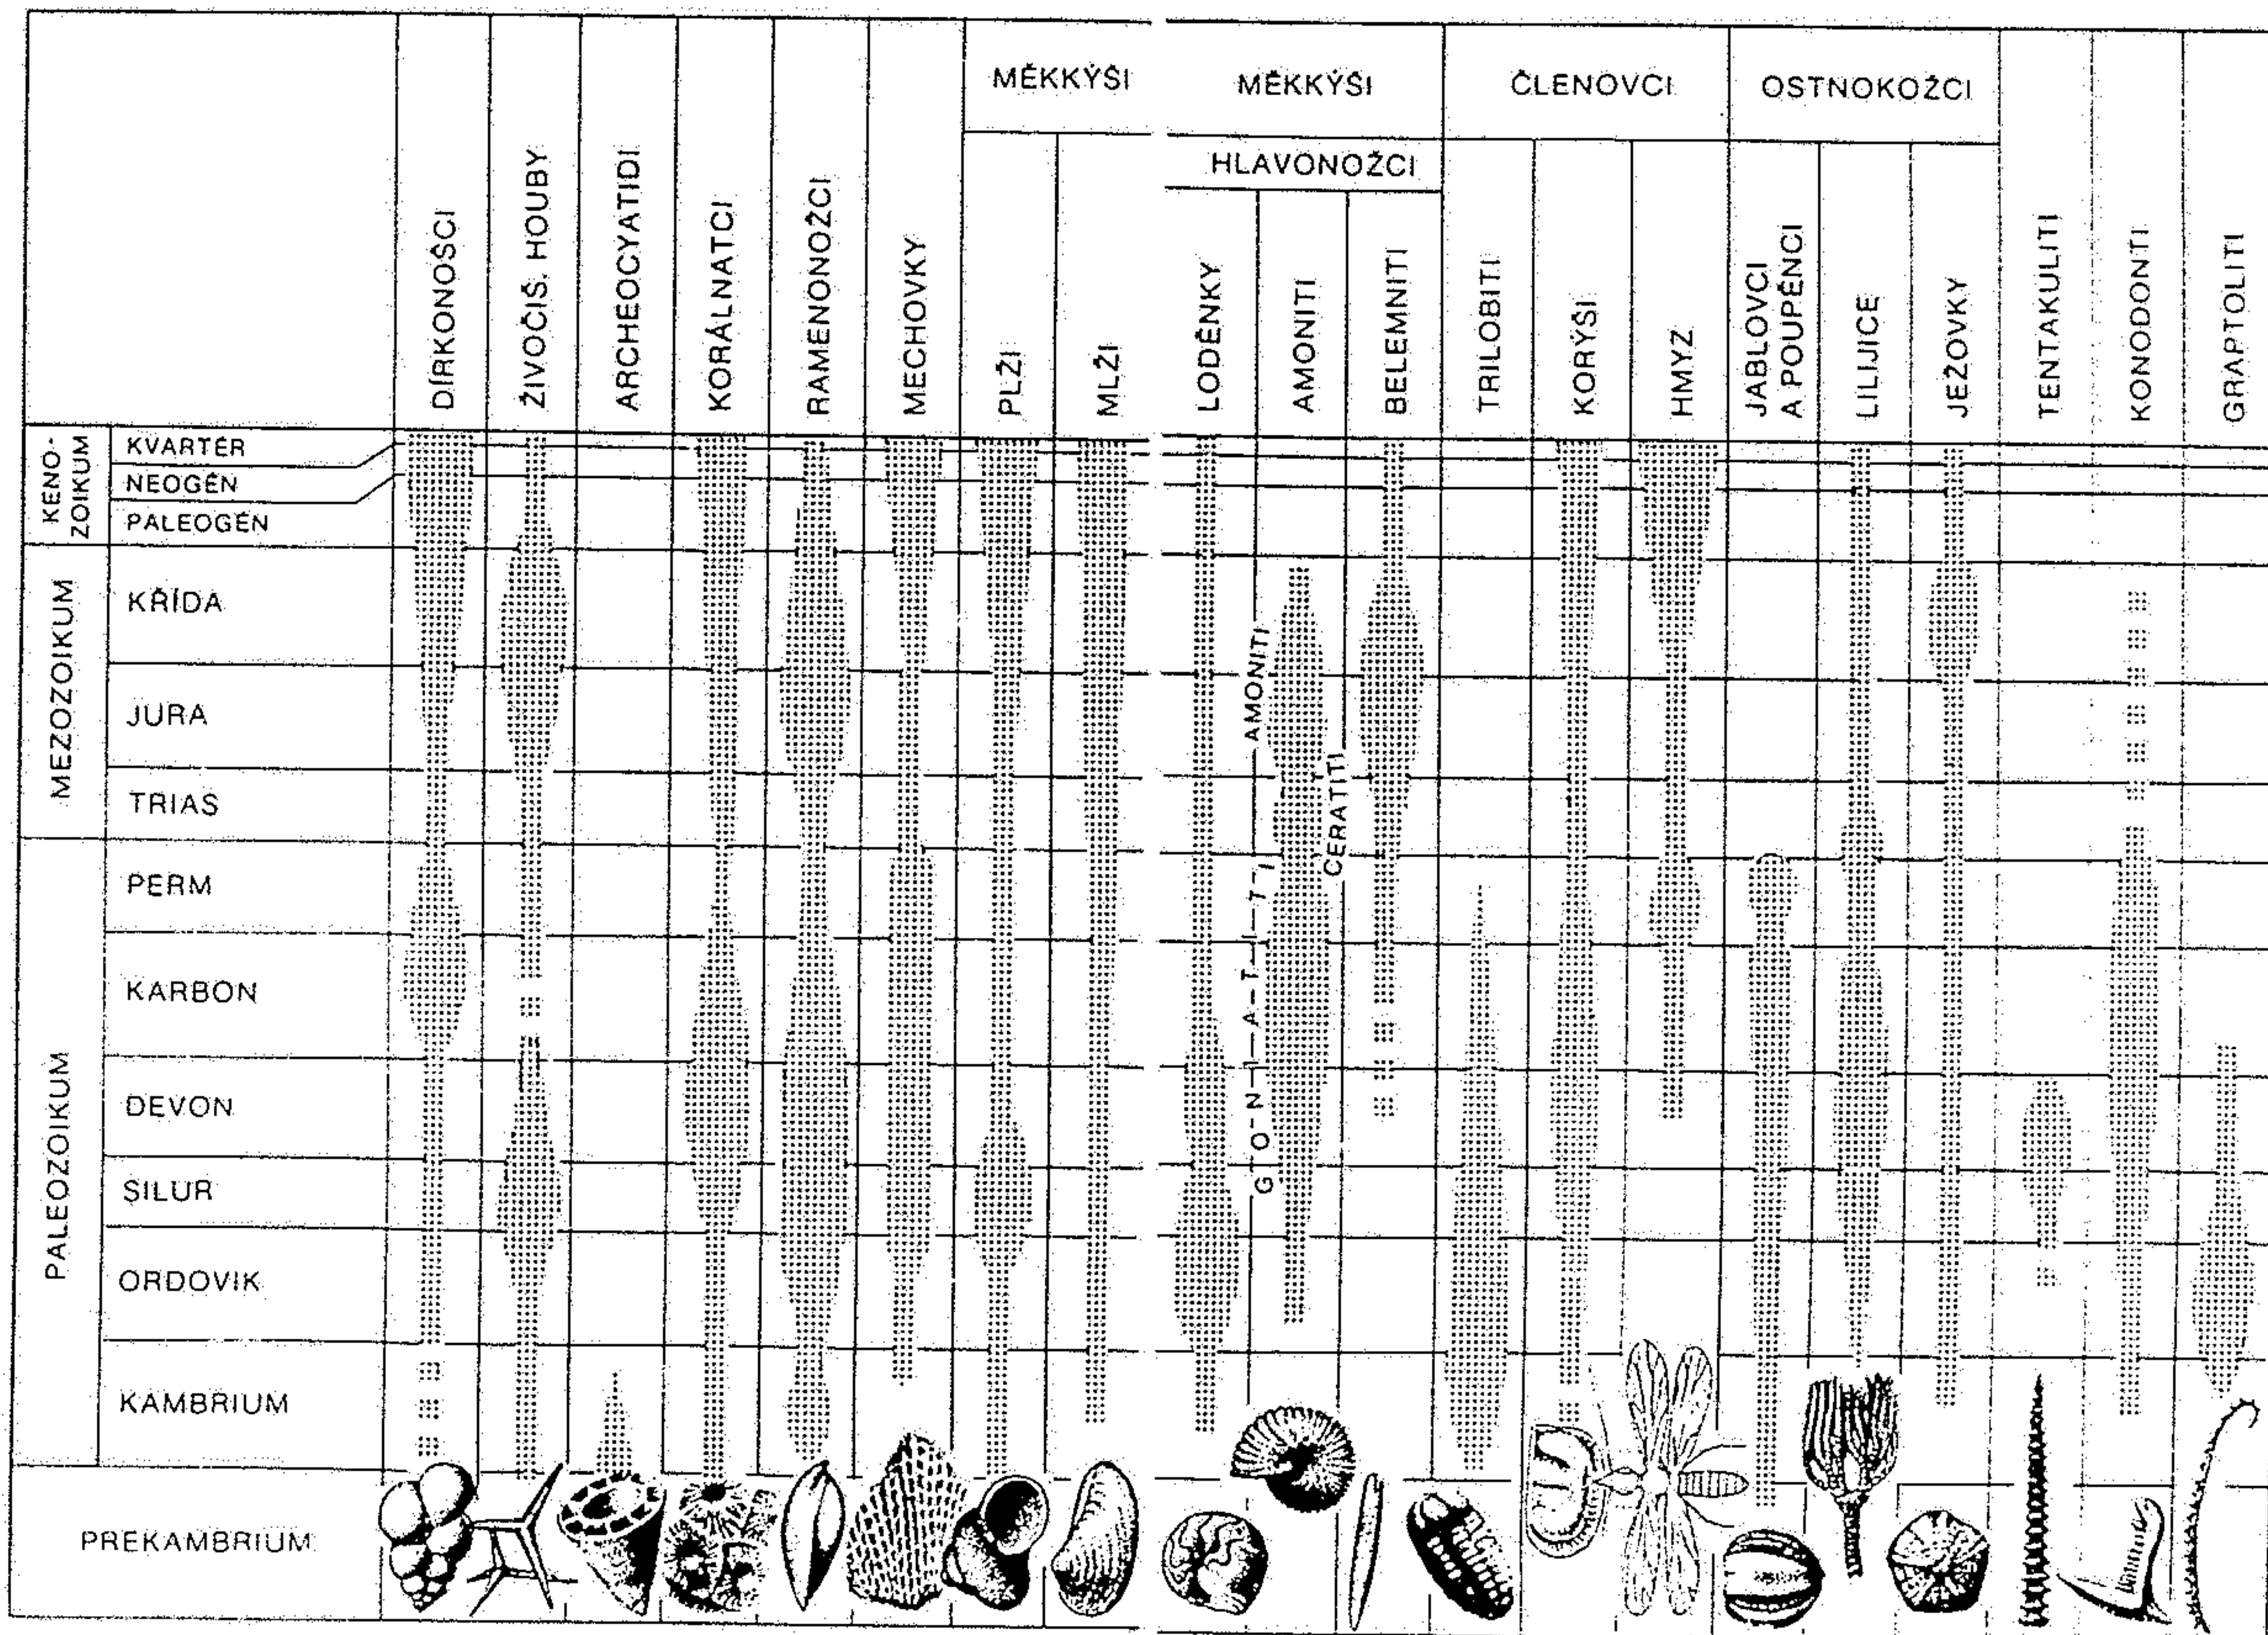 MĚKKÝŠI
MĚKKÝŠI
ČLENOVCI
OSTNOKOŽCI
HLAVONOŽCI
DÍRKONOŠCI
ŽIVOČIŠ. HOUBY
ARCHEOCYATIDI
KORÁLNATCI
RAMENONOŽCI
MECHOVKY
PLŽI
MLŽI
LODĚNKY
AMONITI
BELEMNITI
TRILOBITI
KORÝŠI
HMYZ
JABLOVCI
A POUPĚNCI
LILIJICE
JEŽOVKY
TENTAKULITI
KONODONTI
GRAPTOLITI
KENO-
ZOIKUM
KVARTÉR
NEOGÉN
PALEOGÉN
MEZOZOIKUM
KŘÍDA
JURA
TRIAS
PALEOZOIKUM
PERM
KARBON
DEVON
SILUR
ORDOVIK
KAMBRIUM
PREKAMBRIUM
GONIATITI
AMONITI
CERATITI